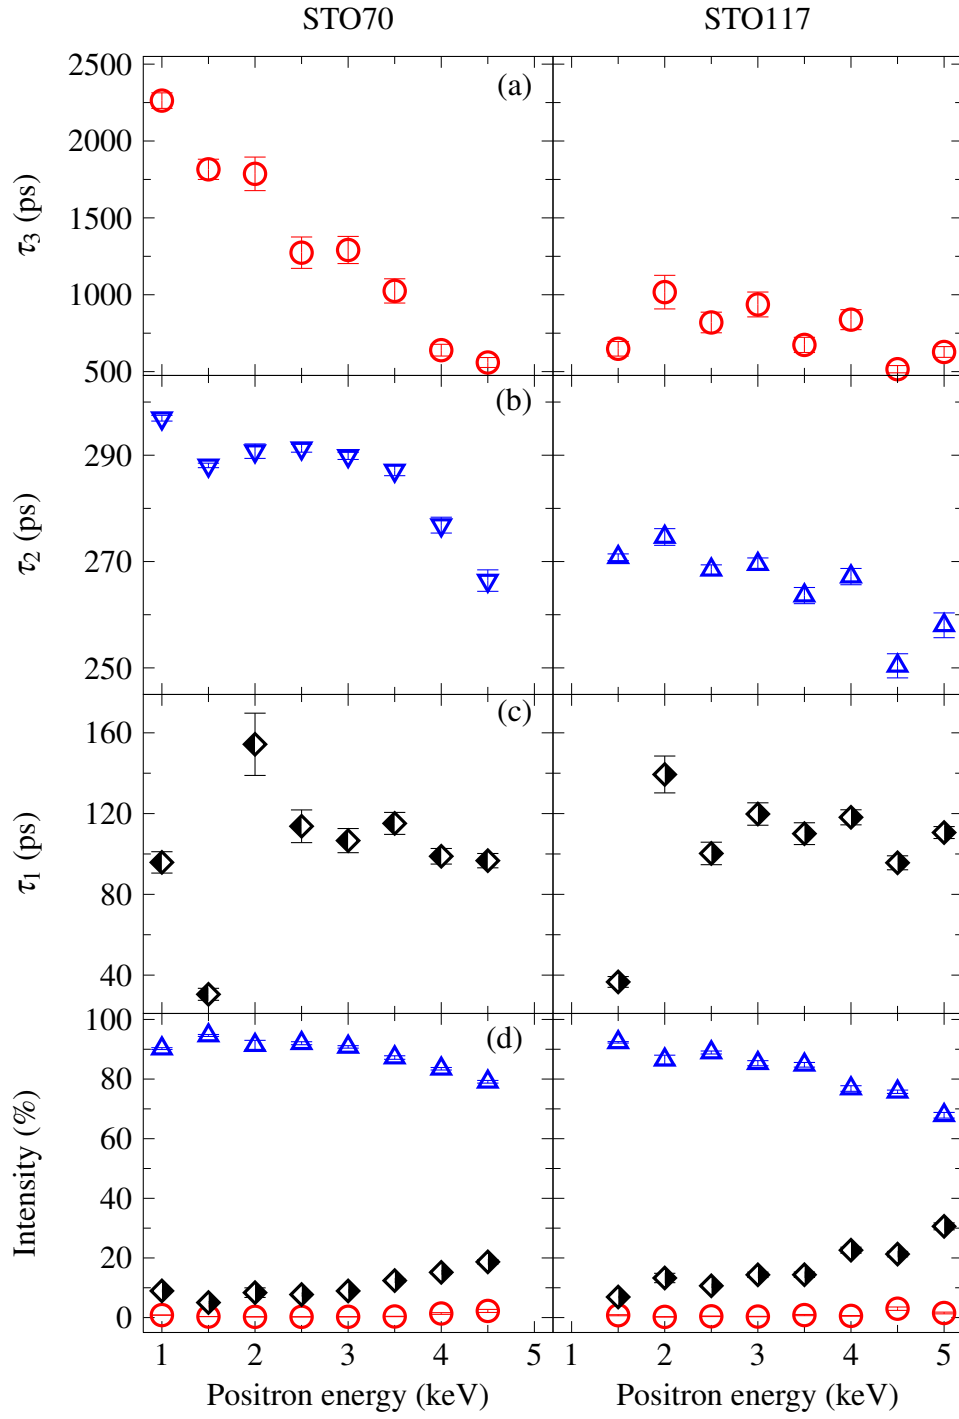 STO70 STO117
(a)
2500
2000
1500
1000
500
τ3 (ps)
(b)
290
270
250
τ2 (ps)
(c)
160
120
80
40
τ1 (ps)
(d)
100
80
60
40
20
0
Intensity (%)
1 2 3 4 5 1 2 3 4 5
Positron energy (keV) Positron energy (keV)